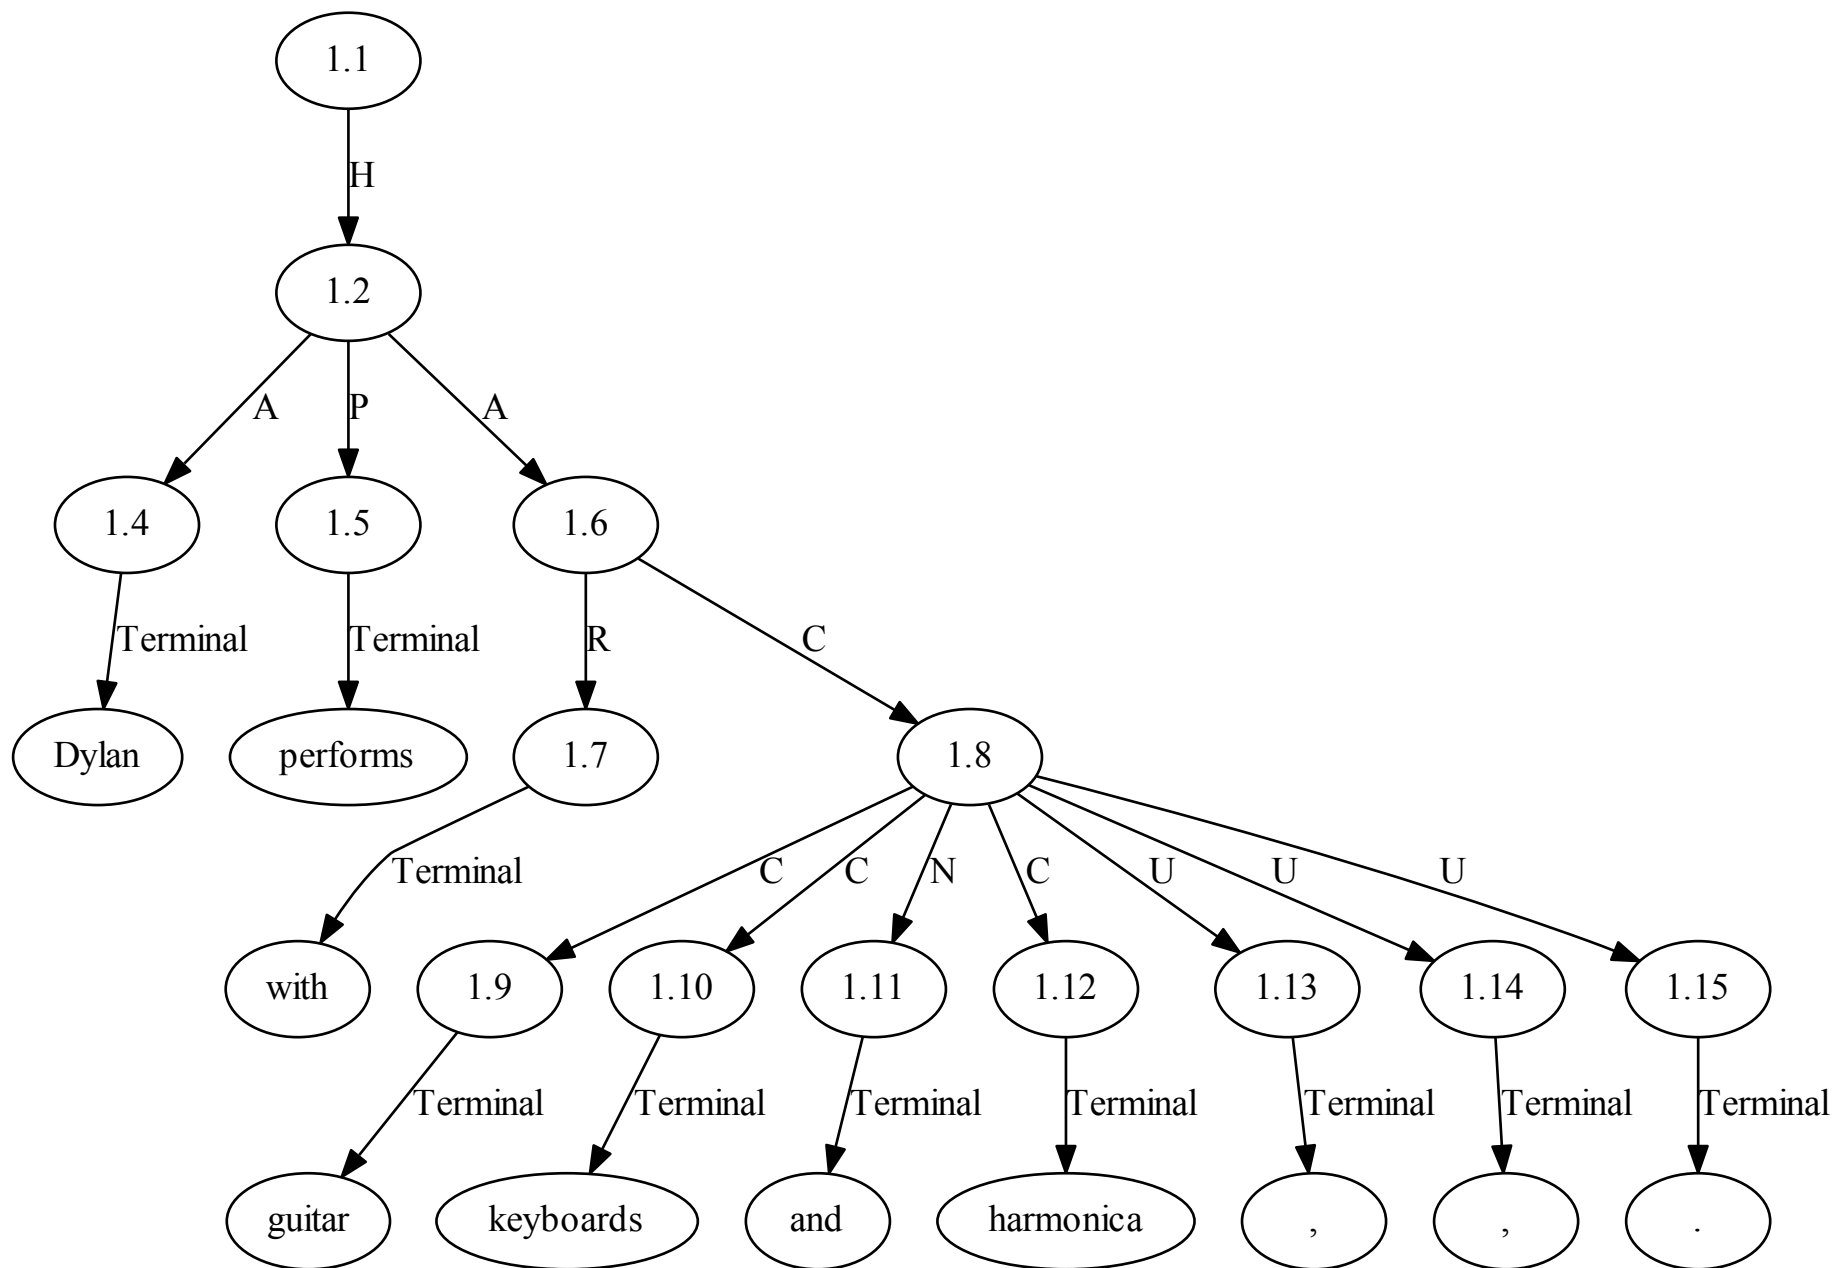 1.1
H
1.2
A P A
1.4 1.5 1.6
Terminal Terminal R C
Dylan performs 1.7 1.8
Terminal C C N C U U U
with 1.9 1.10 1.11 1.12 1.13 1.14 1.15
Terminal Terminal Terminal Terminal Terminal Terminal Terminal
guitar keyboards and harmonica , , .